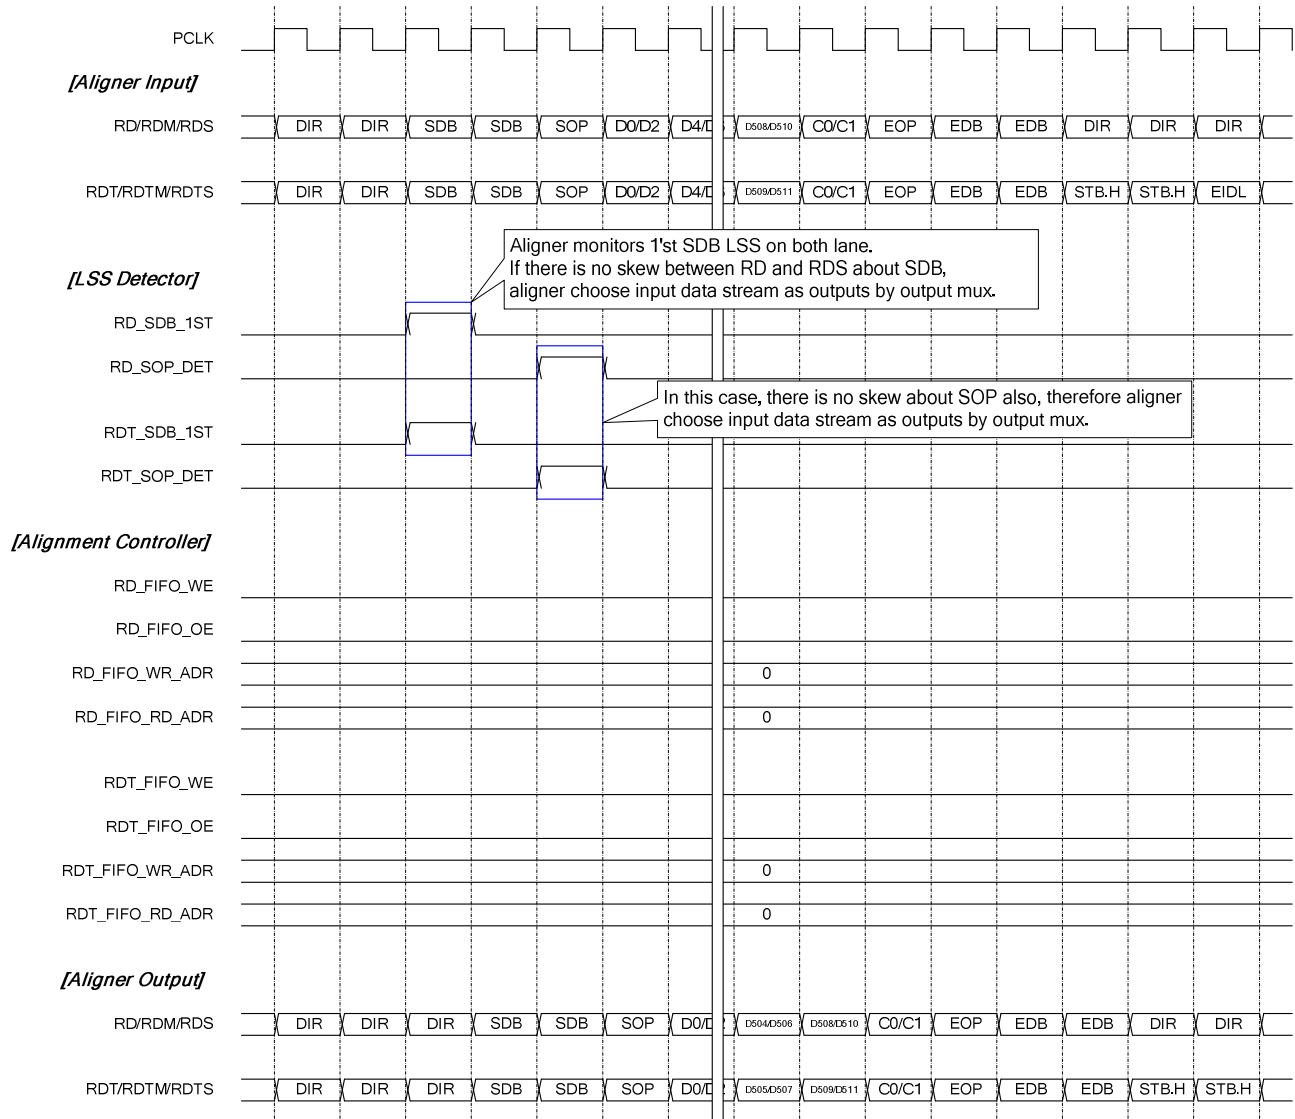 PCLK
[Aligner Input]
RD/RDM/RDS DIR DIR SDB SDB SOP D0/D2 D4/D D508/D510 C0/C1 EOP EDB EDB DIR DIR DIR
RDT/RDTM/RDTS DIR DIR SDB SDB SOP D0/D2 D4/D D509/D511 C0/C1 EOP EDB EDB STB.H STB.H EIDL
Aligner monitors 1'st SDB LSS on both lane.
If there is no skew between RD and RDS about SDB,
aligner choose input data stream as outputs by output mux.
[LSS Detector]
RD_SDB_1ST
RD_SOP_DET
In this case, there is no skew about SOP also, therefore aligner
choose input data stream as outputs by output mux.
RDT_SDB_1ST
RDT_SOP_DET
[Alignment Controller]
RD_FIFO_WE
RD_FIFO_OE
RD_FIFO_WR_ADR 0
RD_FIFO_RD_ADR 0
RDT_FIFO_WE
RDT_FIFO_OE
RDT_FIFO_WR_ADR 0
RDT_FIFO_RD_ADR 0
[Aligner Output]
RD/RDM/RDS DIR DIR DIR SDB SDB SOP D0/D D504/D506 D508/D510 C0/C1 EOP EDB EDB DIR DIR
RDT/RDTM/RDTS DIR DIR DIR SDB SDB SOP D0/D D505/D507 D509/D511 C0/C1 EOP EDB EDB STB.H STB.H